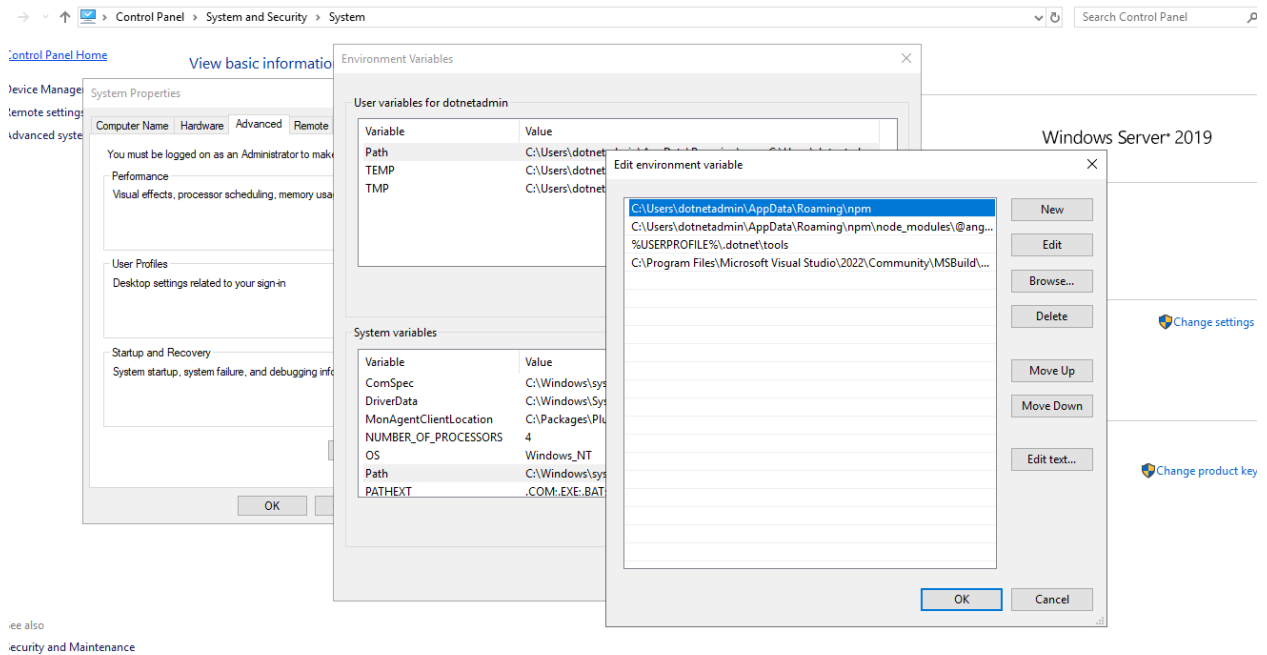 Control Panel > System and Security > System
Search Control Panel
Control Panel Home
View basic informatio
Device Manage
Remote settings
Advanced syste
System Properties
Computer Name Hardware Advanced Remote
You must be logged on as an Administrator to make
Performance
Visual effects, processor scheduling, memory usa
User Profiles
Desktop settings related to your sign-in
Startup and Recovery
System startup, system failure, and debugging info
OK
Environment Variables
User variables for dotnetadmin
Variable Value
Path
TEMP C:\Users\dotnet
TMP C:\Users\dotnet
System variables
Variable Value
ComSpec C:\Windows\sys
DriverData C:\Windows\Sys
MonAgentClientLocation C:\Packages\Plu
NUMBER_OF_PROCESSORS 4
OS Windows_NT
Path C:\Windows\sys
PATHEXT .COM;.EXE;.BAT;
Edit environment variable
C:\Users\dotnetadmin\AppData\Roaming\npm
C:\Users\dotnetadmin\AppData\Roaming\npm\node_modules\@ang...
%USERPROFILE%\.dotnet\tools
C:\Program Files\Microsoft Visual Studio\2022\Community\MSBuild\...
New
Edit
Browse...
Delete
Move Up
Move Down
Edit text...
OK Cancel
Windows Server® 2019
Change settings
Change product key
See also
Security and Maintenance